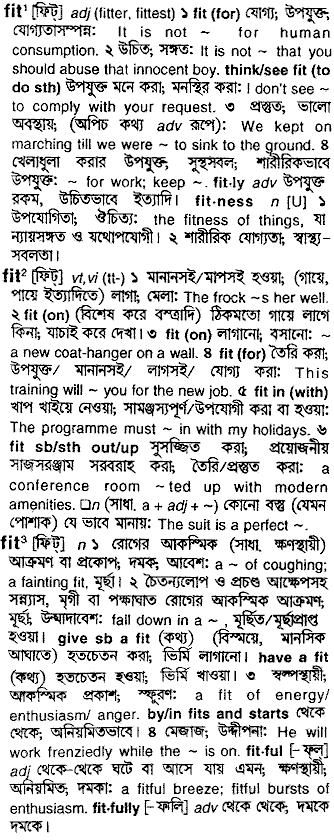 fit¹ [ফিট্] adj (fitter, fittest) ১ fit (for) যোগ্য; উপযুক্ত;
যোগ্যতাসম্পন্ন: It is not ~ for human
consumption. ২ উচিত; সঙ্গত: It is not ~ that you
should abuse that innocent boy. think/see fit (to
do sth) উপযুক্ত মনে করা; মনস্থির করা: I don't see ~
to comply with your request. ৩ প্রস্তুত; ভালো
অবস্থায়; (অপিচ কথ্য adv রূপে): We kept on
marching till we were ~ to sink to the ground. ৪
খেলাধুলা করার উপযুক্ত; সুস্থসবল; শারীরিকভাবে
উপযুক্ত: ~ for work; keep ~. fit·ly adv উপযুক্ত
রকম, উচিতভাবে ইত্যাদি। fit·ness n [U] ১
উপযোগিতা; ঔচিত্য: the fitness of things, যা
ন্যায়সঙ্গত ও যথোপযোগী। ২ শারীরিক যোগ্যতা; স্বাস্থ্য-
সবলতা।
fit² [ফিট্] vt,vi (tt-) ১ মানানসই/মাপসই হওয়া; (গায়ে,
পায়ে ইত্যাদিতে) লাগা; মেলা: The frock ~s her well.
২ fit (on) (বিশেষ করে বস্ত্রাদি) ঠিকমতো গায়ে লাগে
কিনা; যাচাই করে দেখা। ৩ fit (on) লাগানো; বসানো: ~
a new coat-hanger on a wall. ৪ fit (for) তৈরি করা;
উপযুক্ত/ মানানসই/ লাগসই/ যোগ্য করা: This
training will ~ you for the new job. ৫ fit in (with)
খাপ খাইয়ে নেওয়া; সামঞ্জস্যপূর্ণ/উপযোগী করা বা হওয়া:
The programme must ~ in with my holidays. ৬
fit sb/sth out/up সুসজ্জিত করা; প্রয়োজনীয়
সাজসরঞ্জাম সরবরাহ করা; তৈরি/প্রস্তুত করা: a
conference room ~ted up with modern
amenities. □n (সাধা. a + adj + ~) কোনো বস্তু (যেমন
পোশাক) যে ভাবে মানায়: The suit is a perfect ~.
fit³ [ফিট্] n ১ রোগের আকস্মিক (সাধা. ক্ষণস্থায়ী)
আক্রমণ বা প্রকোপ; দমক; আবেশ: a ~ of coughing;
a fainting fit, মূর্ছা। ২ চৈতন্যলোপ ও প্রচণ্ড আক্ষেপসহ
সন্ন্যাস, মৃগী বা পক্ষাঘাত রোগের আকস্মিক আক্রমণ;
মূর্ছা; উন্মাদাবেশ: fall down in a ~ , মূর্ছিত/মূর্ছাপ্রাপ্ত
হওয়া। give sb a fit (কথ্য) (বিস্ময়ে, মানসিক
আঘাতে) হতচেতন করা; ভির্মি লাগানো। have a fit
(কথ্য) হতচেতন হওয়া; ভির্মি খাওয়া। ৩ স্বল্পস্থায়ী;
আকস্মিক প্রকাশ; স্ফুরণ: a fit of energy/
enthusiasm/ anger. by/in fits and starts থেকে
থেকে; অনিয়মিতভাবে। ৪ মেজাজ; উদ্দীপনা: He will
work frenziedly while the ~ is on. fit·ful [–ফ্‌ল্]
adj থেকে-থেকে ঘটে বা আসে যায় এমন; ক্ষণস্থায়ী;
অনিয়মিত; দমকা: a fitful breeze; fitful bursts of
enthusiasm. fit·fully [–ফলি] adv থেকে থেকে; দমকে
দমকে।